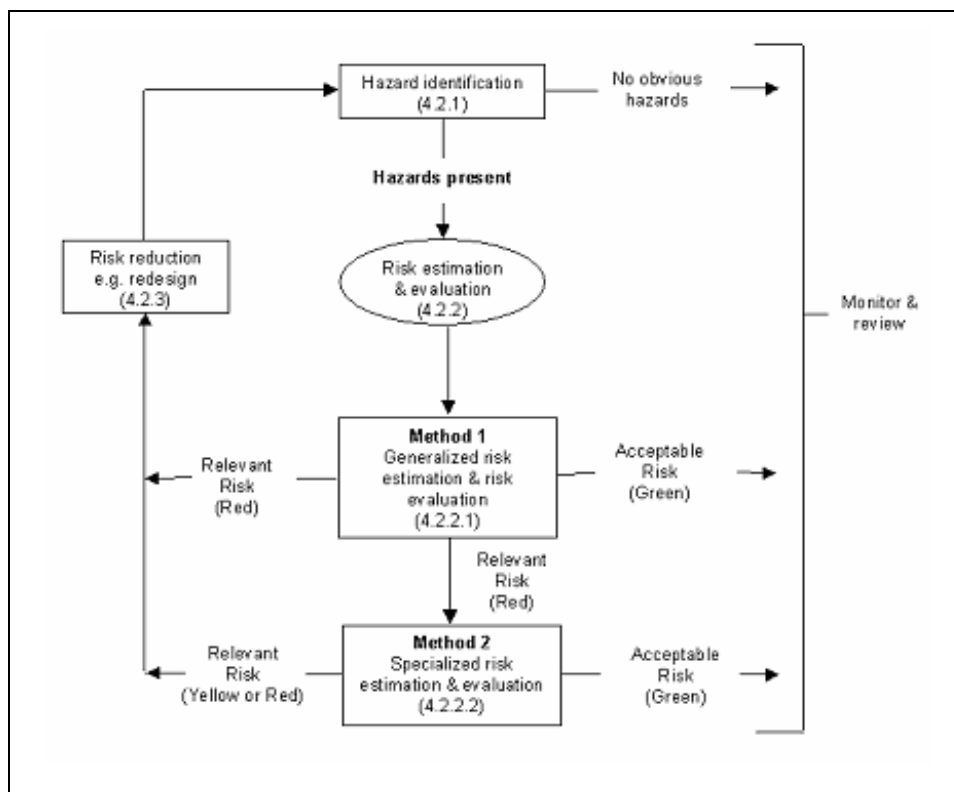 Hazard identification
(4.2.1)
No obvious
hazards
Hazards present
Risk reduction
e.g. redesign
(4.2.3)
Risk estimation
& evaluation
(4.2.2)
Monitor &
review
Method 1
Generalized risk
estimation & risk
evaluation
(4.2.2.1)
Relevant
Risk
(Red)
Acceptable
Risk
(Green)
Relevant
Risk
(Red)
Method 2
Specialized risk
estimation & evaluation
(4.2.2.2)
Relevant
Risk
(Yellow or Red)
Acceptable
Risk
(Green)